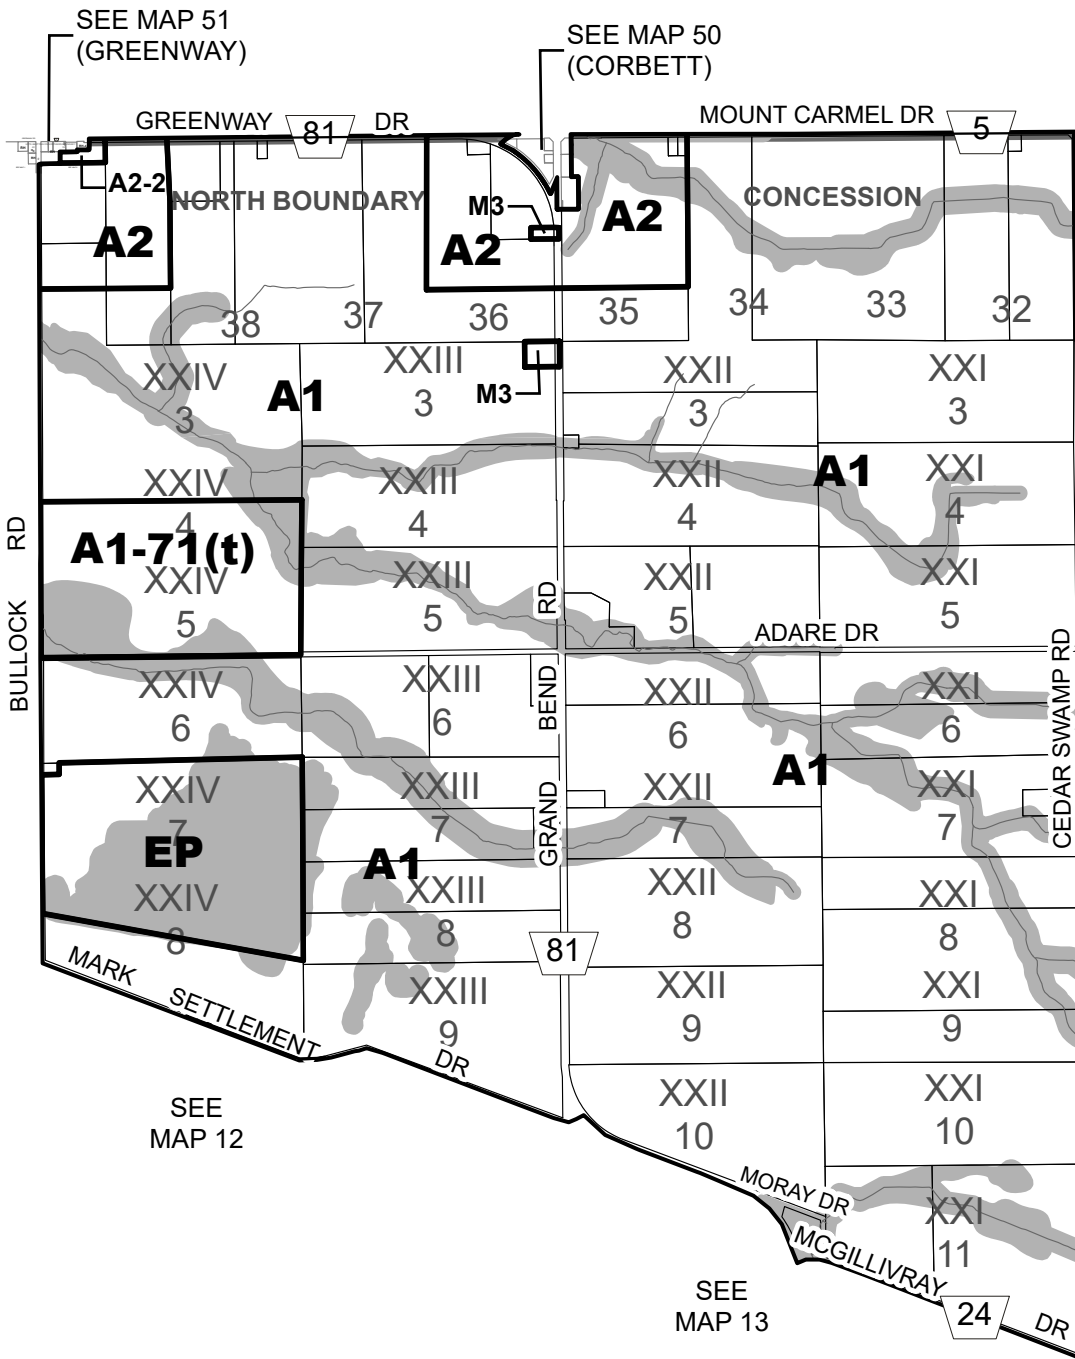 SEE MAP 51
(GREENWAY)
SEE MAP 50
(CORBETT)
GREENWAY 81 DR
MOUNT CARMEL DR 5
A2-2
NORTH BOUNDARY
CONCESSION
M3
A2
A2
A2
38
37
36
35
34
33
32
XXIV
3
A1
XXIII
3
M3
XXII
3
XXI
3
XXIV
4
XXIII
4
XXII
4
A1
XXI
4
A1-71(t)
XXIV
5
XXIII
5
XXII
5
XXI
5
BULLOCK RD
GRAND BEND RD
ADARE DR
CEDAR SWAMP RD
XXIV
6
XXIII
6
XXII
6
XXI
6
A1
XXIV
7
XXIII
7
XXII
7
XXI
7
EP
A1
XXIV
8
XXIII
8
XXII
8
XXI
8
81
MARK SETTLEMENT DR
XXIII
9
XXII
9
XXI
9
XXII
10
XXI
10
SEE
MAP 12
MORAY DR
XXI
11
MCGILLIVRAY 24 DR
SEE
MAP 13